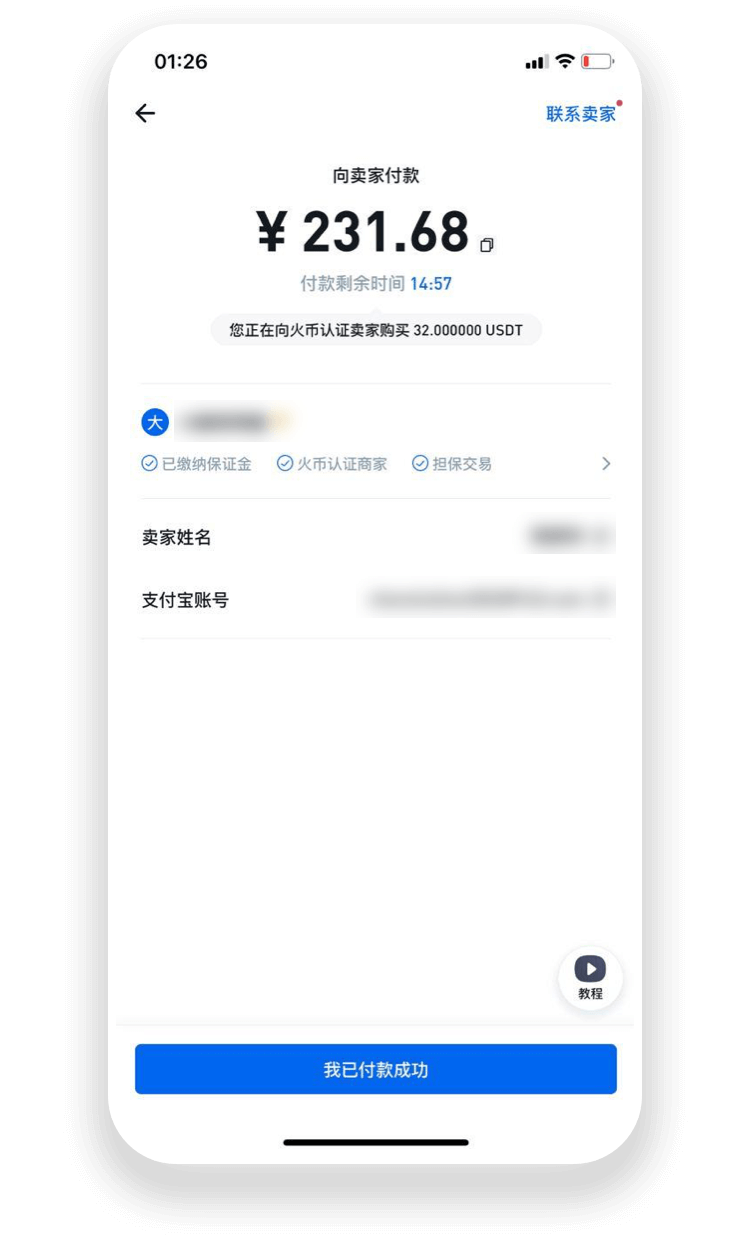 01:26
联系卖家
向卖家付款
¥ 231.68
付款剩余时间 14:57
您正在向火币认证卖家购买 32.000000 USDT
大
已缴纳保证金 火币认证商家 担保交易
卖家姓名
支付宝账号
教程
我已付款成功